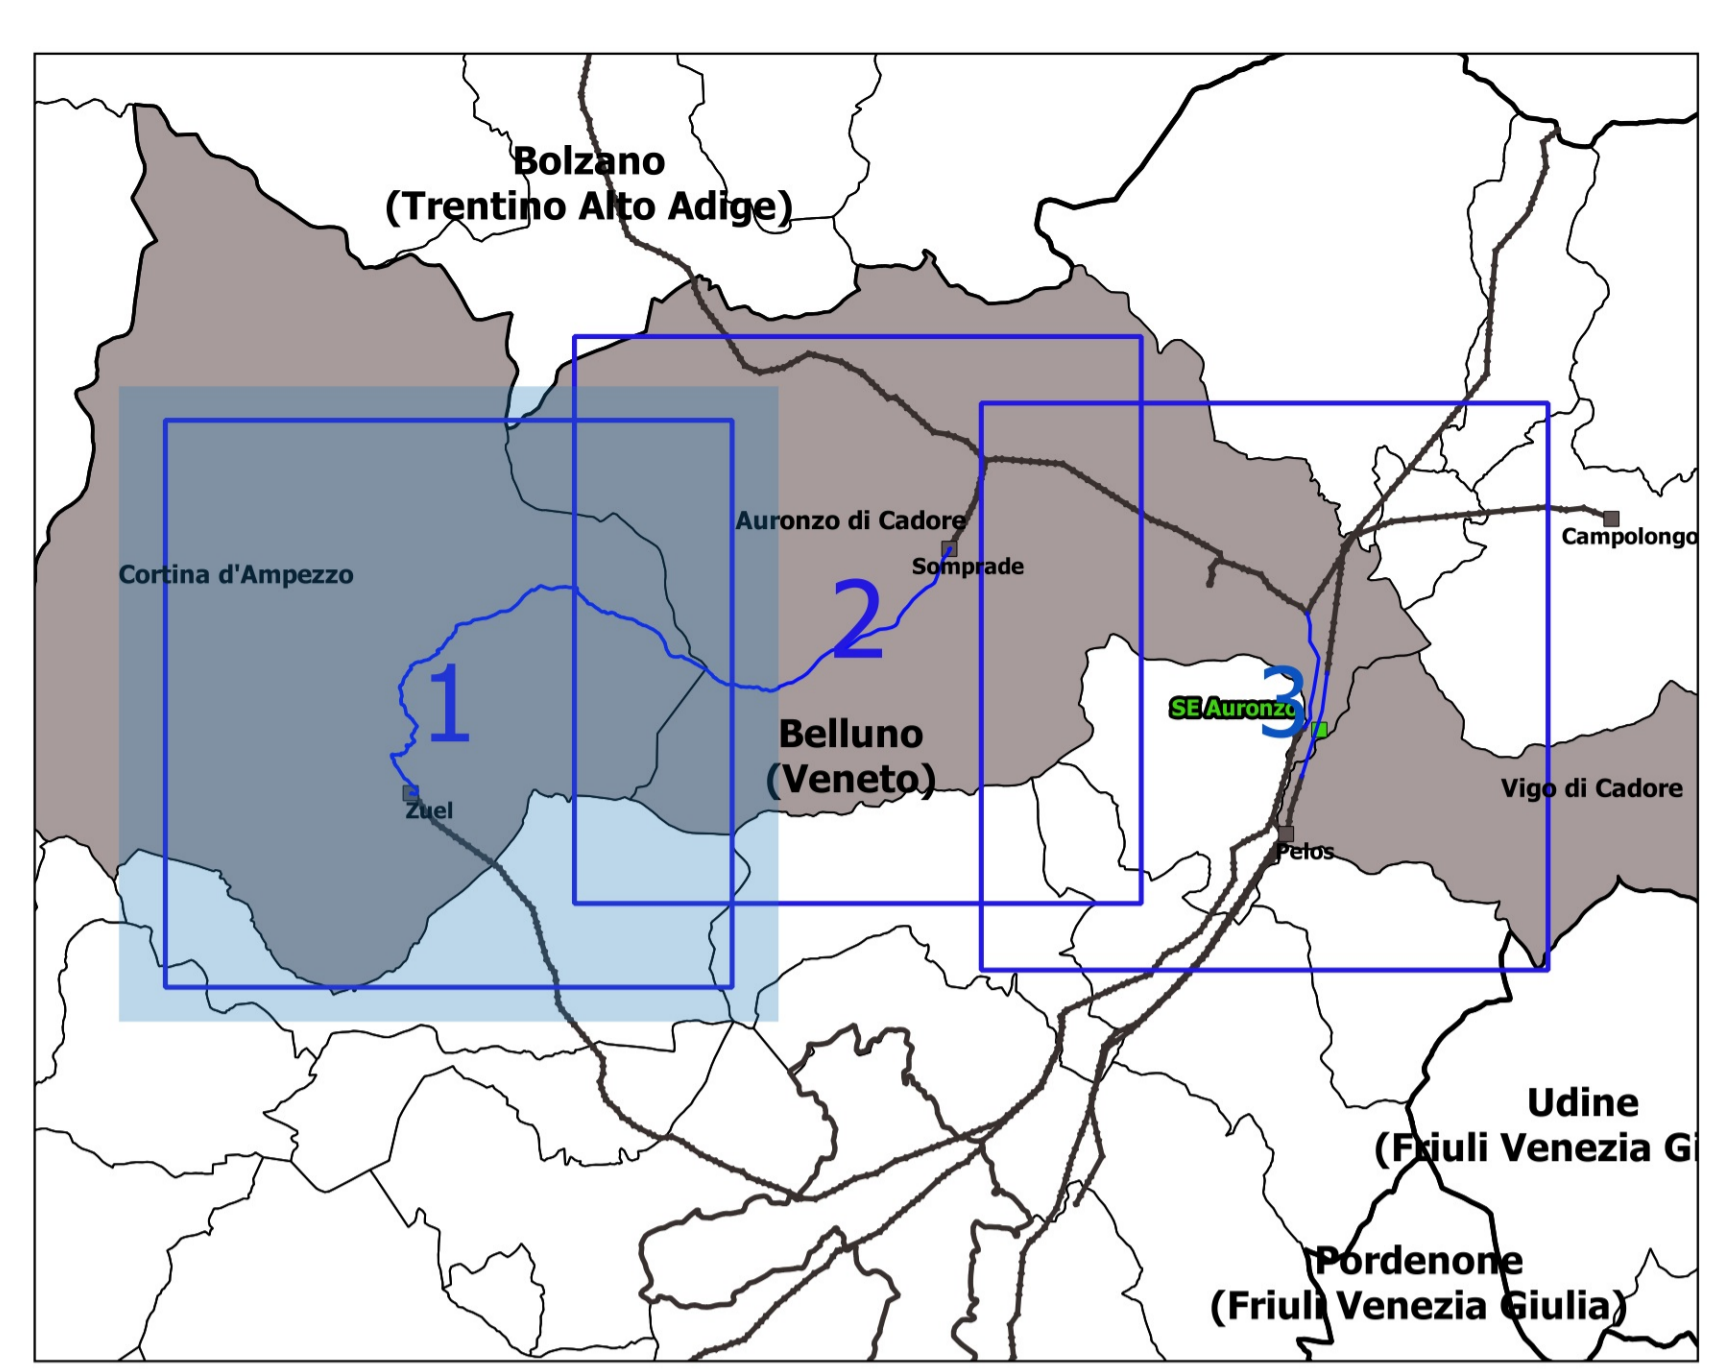 Bolzano
(Trentino Alto Adige)
Auronzo di Cadore
Campolongo
Somprade
Cortina d'Ampezzo
2
1
3
SE Auronzo
Belluno
(Veneto)
Vigo di Cadore
Zuel
Pelos
Udine
(Friuli Venezia Gi
Pordenone
(Friuli Venezia Giulia)